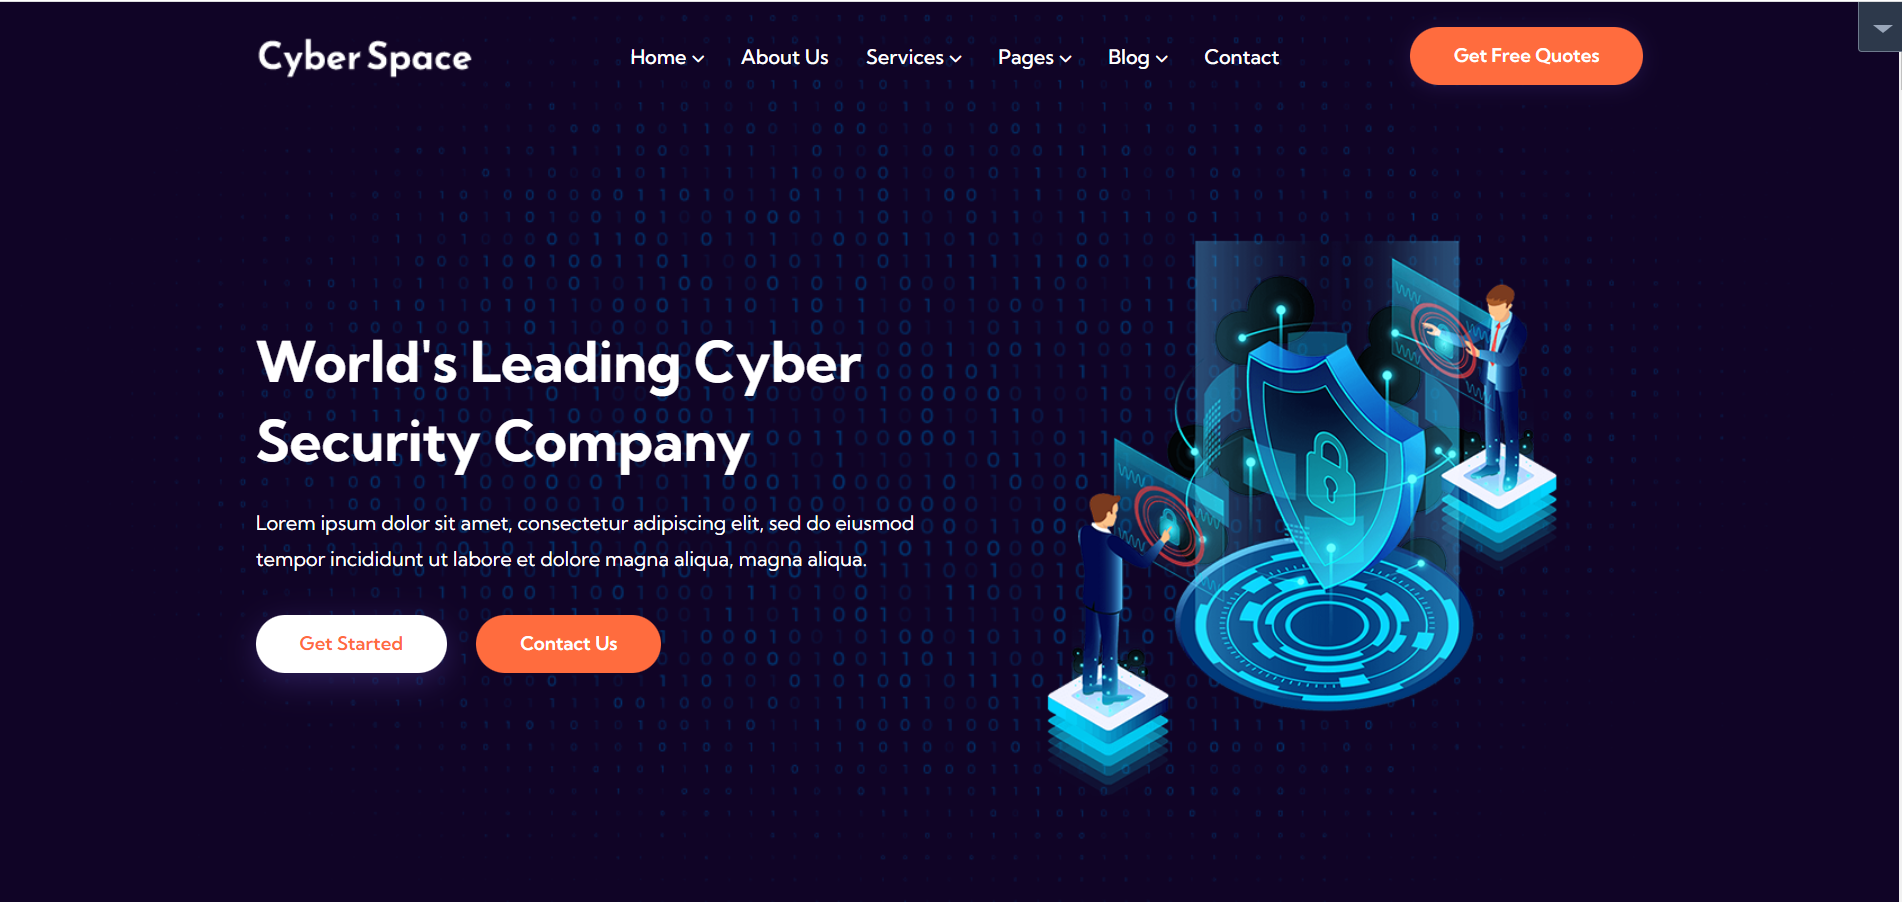 Cyber Space
Home
About Us
Services
Pages
Blog
Contact
Get Free Quotes
World's Leading Cyber
Security Company
Lorem ipsum dolor sit amet, consectetur adipiscing elit, sed do eiusmod
tempor incididunt ut labore et dolore magna aliqua, magna aliqua.
Get Started
Contact Us